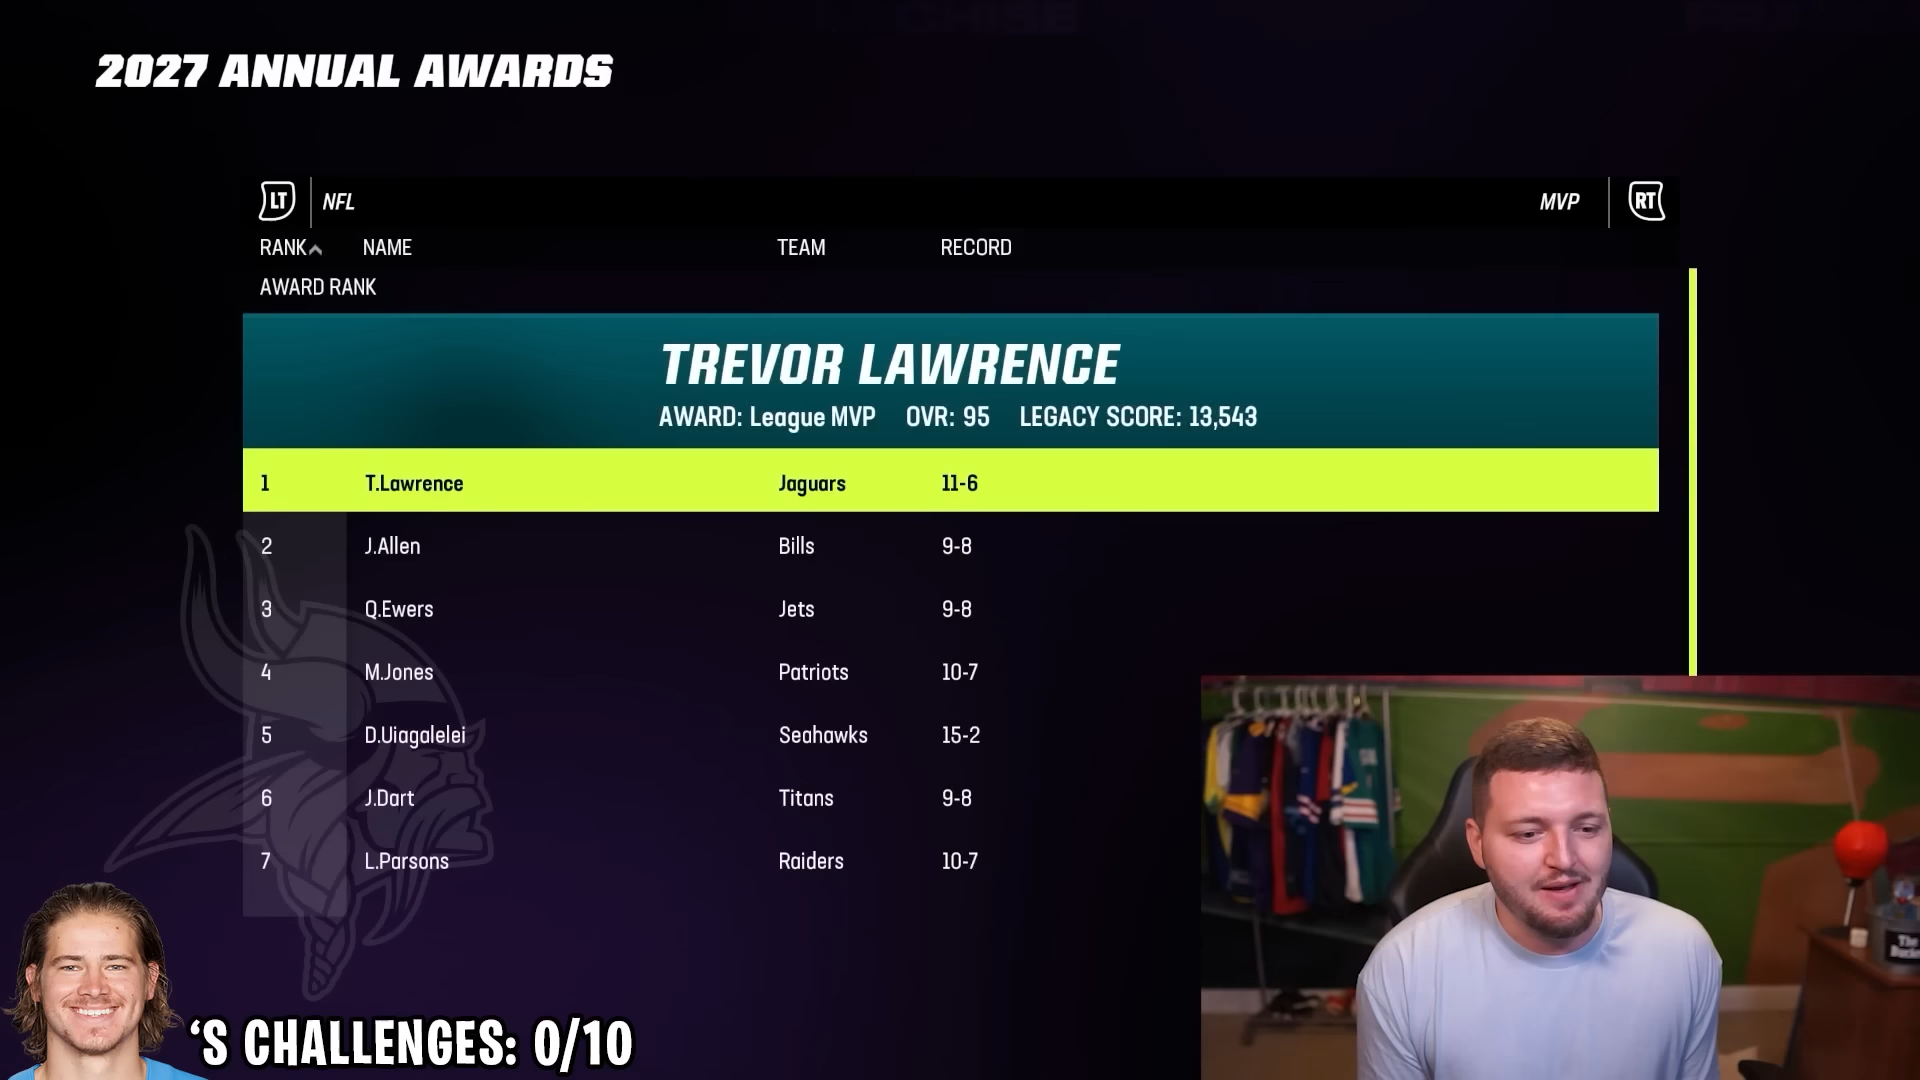 2027 ANNUAL AWARDS
LT NFL MVP RT
RANK NAME TEAM RECORD
AWARD RANK
TREVOR LAWRENCE
AWARD: League MVP OVR: 95 LEGACY SCORE: 13,543
1 T.Lawrence Jaguars 11-6
2 J.Allen Bills 9-8
3 Q.Ewers Jets 9-8
4 M.Jones Patriots 10-7
5 D.Uiagalelei Seahawks 15-2
6 J.Dart Titans 9-8
7 L.Parsons Raiders 10-7
The
‘S CHALLENGES: 0/10